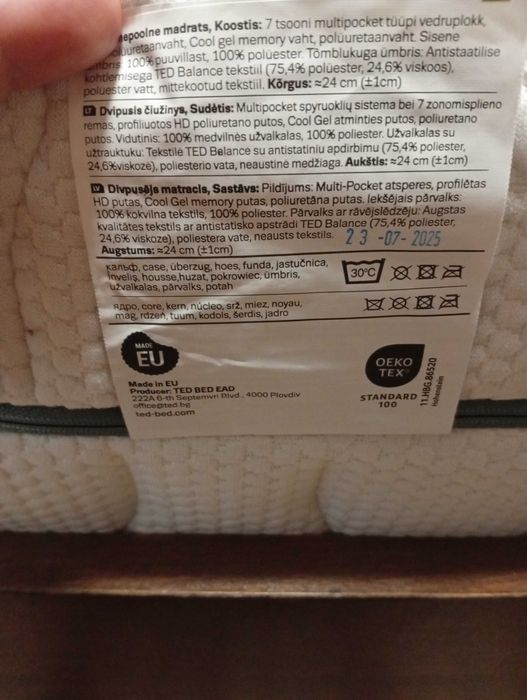 nepoolne madrats, Koostis: 7 tsooni multipocket tüüpi vedruplokk,
polüuretaanvaht, Cool gel memory vaht, polüuretaanvaht. Sisene
ümbris: 100% puuvillast, 100% polüester. Tõmblukuga ümbris: Antistaatilise
kohtlemisega TED Balance tekstiil (75,4% polüester, 24,6% viskoos),
polüester vatt, mittekootud tekstiil. Kõrgus: ≈24 cm (±1cm)
LT Dvipusis čiužinys, Sudėtis: Multipocket spyruoklių sistema bei 7 zonomisplieno
remas, profiliuotos HD poliuretano putos, Cool Gel atminties putos, poliuretano
putos. Vidutinis: 100% medvilnės užvalkalas, 100% poliester. Užvalkalas su
užtrauktuku: Tekstile TED Balance su antistatiniu apdirbimu (75,4% poliester,
24,6%viskozė), poliesterio vata, neaustinė medžiaga. Aukštis: ≈24 cm (±1cm)
LV Divpusējs matracis, Sastāvs: Pildījums: Multi-Pocket atsperes, profilētas
HD putas, Cool Gel memory putas, poliuretāna putas. Iekšējais pārvalks:
100% kokvilna tekstils, 100% poliester. Pārvalks ar rāvējslēdzēju: Augstas
kvalitātes tekstils ar antistatisko apstrādi TED Balance (75,4% poliester,
24,6% viskoze), poliestera vate, neausts tekstils. 23-07-2025
Augstums: ≈24 cm (±1cm)
калъф, case, überzug, hoes, funda, jastučnica,
înveliș, housse,huzat, pokrowiec, ümbris,
užvalkalas, pārvalks, potah
30°C
ядро, core, kern, núcleo, srž, miez, noyau,
mag, rdzeń, tuum, kodols, šerdis, jadro
MADE
EU
Made in EU
Producer: TED BED EAD
222A 6-th Septemvri Blvd., 4000 Plovdiv
office@ted.bg
ted-bed.com
OEKO
TEX®
STANDARD
100
11.HBG.86520
Hohenstein